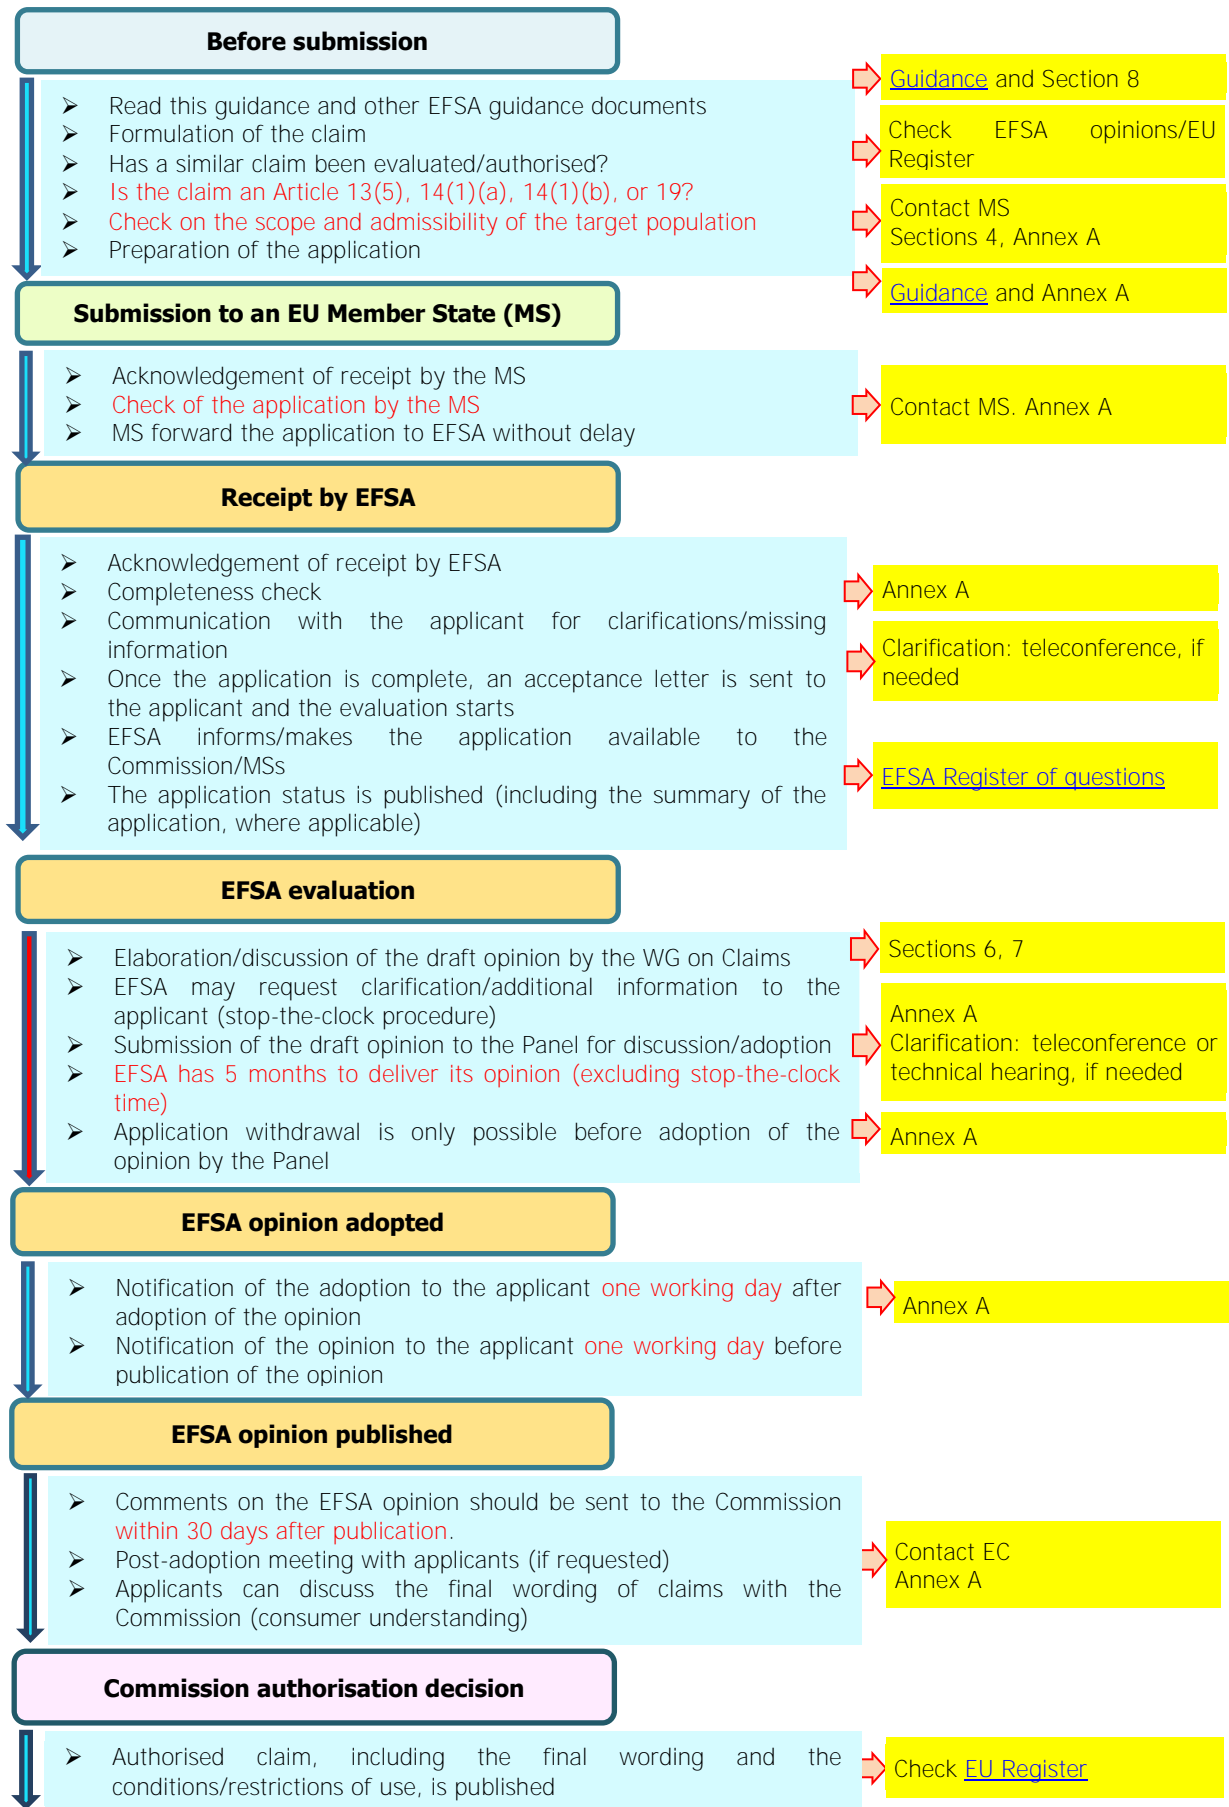 Before submission
➢ Read this guidance and other EFSA guidance documents
➢ Formulation of the claim
➢ Has a similar claim been evaluated/authorised?
➢ Is the claim an Article 13(5), 14(1)(a), 14(1)(b), or 19?
➢ Check on the scope and admissibility of the target population
➢ Preparation of the application
Guidance and Section 8
Check EFSA opinions/EU
Register
Contact MS
Sections 4, Annex A
Guidance and Annex A
Submission to an EU Member State (MS)
➢ Acknowledgement of receipt by the MS
➢ Check of the application by the MS
➢ MS forward the application to EFSA without delay
Contact MS. Annex A
Receipt by EFSA
➢ Acknowledgement of receipt by EFSA
➢ Completeness check
➢ Communication with the applicant for clarifications/missing
information
➢ Once the application is complete, an acceptance letter is sent to
the applicant and the evaluation starts
➢ EFSA informs/makes the application available to the
Commission/MSs
➢ The application status is published (including the summary of the
application, where applicable)
Annex A
Clarification: teleconference, if
needed
EFSA Register of questions
EFSA evaluation
➢ Elaboration/discussion of the draft opinion by the WG on Claims
➢ EFSA may request clarification/additional information to the
applicant (stop-the-clock procedure)
➢ Submission of the draft opinion to the Panel for discussion/adoption
➢ EFSA has 5 months to deliver its opinion (excluding stop-the-clock
time)
➢ Application withdrawal is only possible before adoption of the
opinion by the Panel
Sections 6, 7
Annex A
Clarification: teleconference or
technical hearing, if needed
Annex A
EFSA opinion adopted
➢ Notification of the adoption to the applicant one working day after
adoption of the opinion
➢ Notification of the opinion to the applicant one working day before
publication of the opinion
Annex A
EFSA opinion published
➢ Comments on the EFSA opinion should be sent to the Commission
within 30 days after publication.
➢ Post-adoption meeting with applicants (if requested)
➢ Applicants can discuss the final wording of claims with the
Commission (consumer understanding)
Contact EC
Annex A
Commission authorisation decision
➢ Authorised claim, including the final wording and the
conditions/restrictions of use, is published
Check EU Register